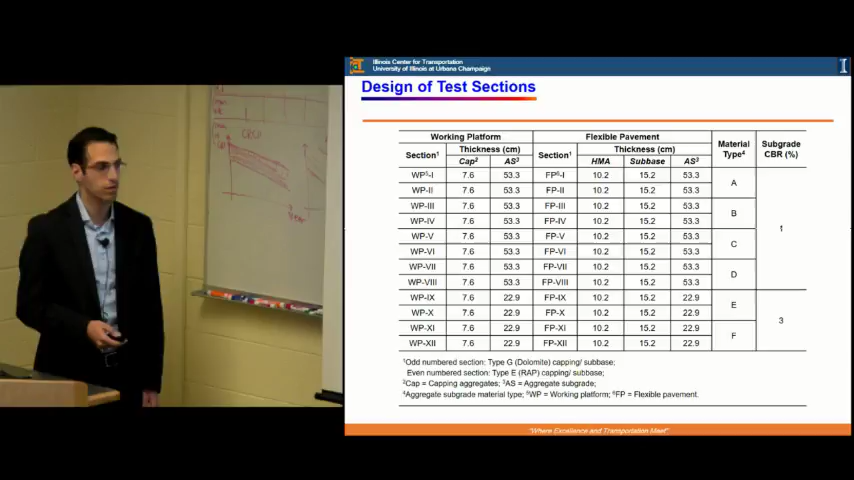 Illinois Center for Transportation
University of Illinois at Urbana Champaign
Design of Test Sections
Working Platform Flexible Pavement Material Type4 Subgrade CBR (%)
Section1 Thickness (cm) Section1 Thickness (cm)
Cap2 AS3 HMA Subbase AS3
WP5-I 7.6 53.3 FP6-I 10.2 15.2 53.3 A 1
WP-II 7.6 53.3 FP-II 10.2 15.2 53.3
WP-III 7.6 53.3 FP-III 10.2 15.2 53.3 B
WP-IV 7.6 53.3 FP-IV 10.2 15.2 53.3
WP-V 7.6 53.3 FP-V 10.2 15.2 53.3 C
WP-VI 7.6 53.3 FP-VI 10.2 15.2 53.3
WP-VII 7.6 53.3 FP-VII 10.2 15.2 53.3 D
WP-VIII 7.6 53.3 FP-VIII 10.2 15.2 53.3
WP-IX 7.6 22.9 FP-IX 10.2 15.2 22.9 E 3
WP-X 7.6 22.9 FP-X 10.2 15.2 22.9
WP-XI 7.6 22.9 FP-XI 10.2 15.2 22.9 F
WP-XII 7.6 22.9 FP-XII 10.2 15.2 22.9
1Odd numbered section: Type G (Dolomite) capping/ subbase;
Even numbered section: Type E (RAP) capping/ subbase;
2Cap = Capping aggregates; 3AS = Aggregate subgrade;
4Aggregate subgrade material type; 5WP = Working platform; 6FP = Flexible pavement.
"Where Excellence and Transportation Meet"